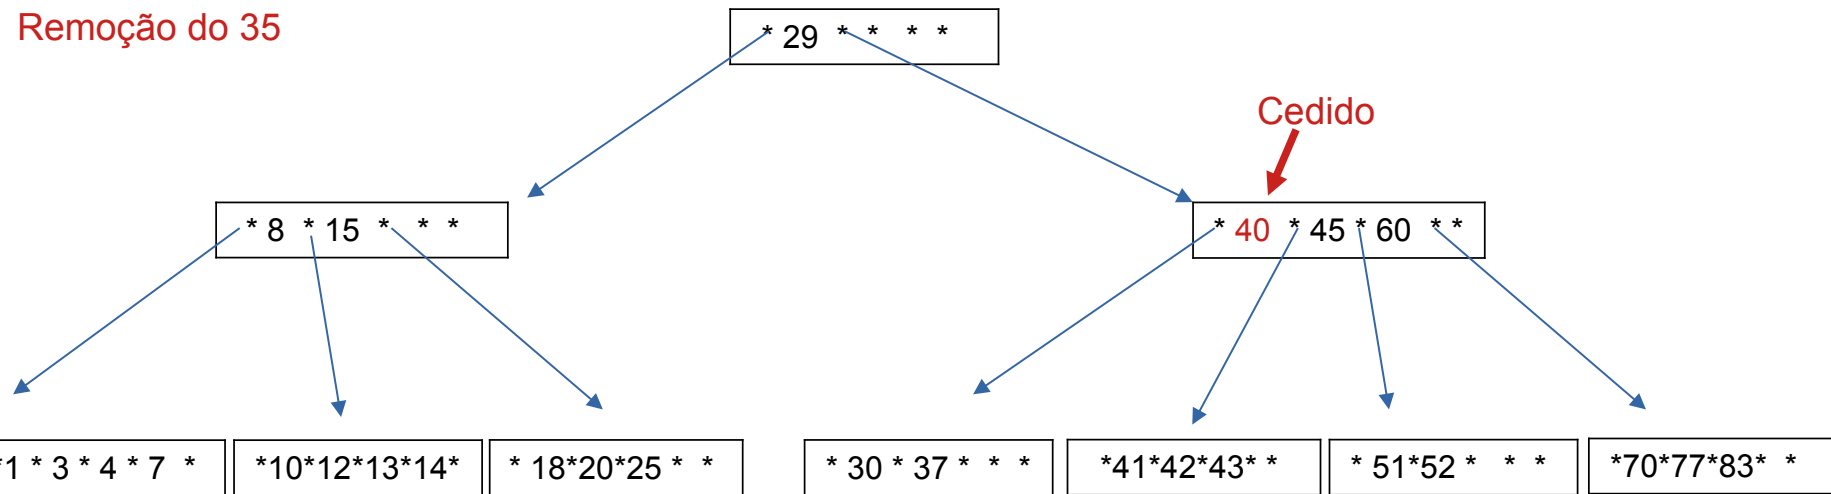 Remoção do 35
* 29 * * * *
Cedido
* 8 * 15 * * *
* 40 * 45 * 60 * *
*1 * 3 * 4 * 7 *
*10*12*13*14*
* 18*20*25 * *
* 30 * 37 * * *
*41*42*43* *
* 51*52 * * *
*70*77*83* *